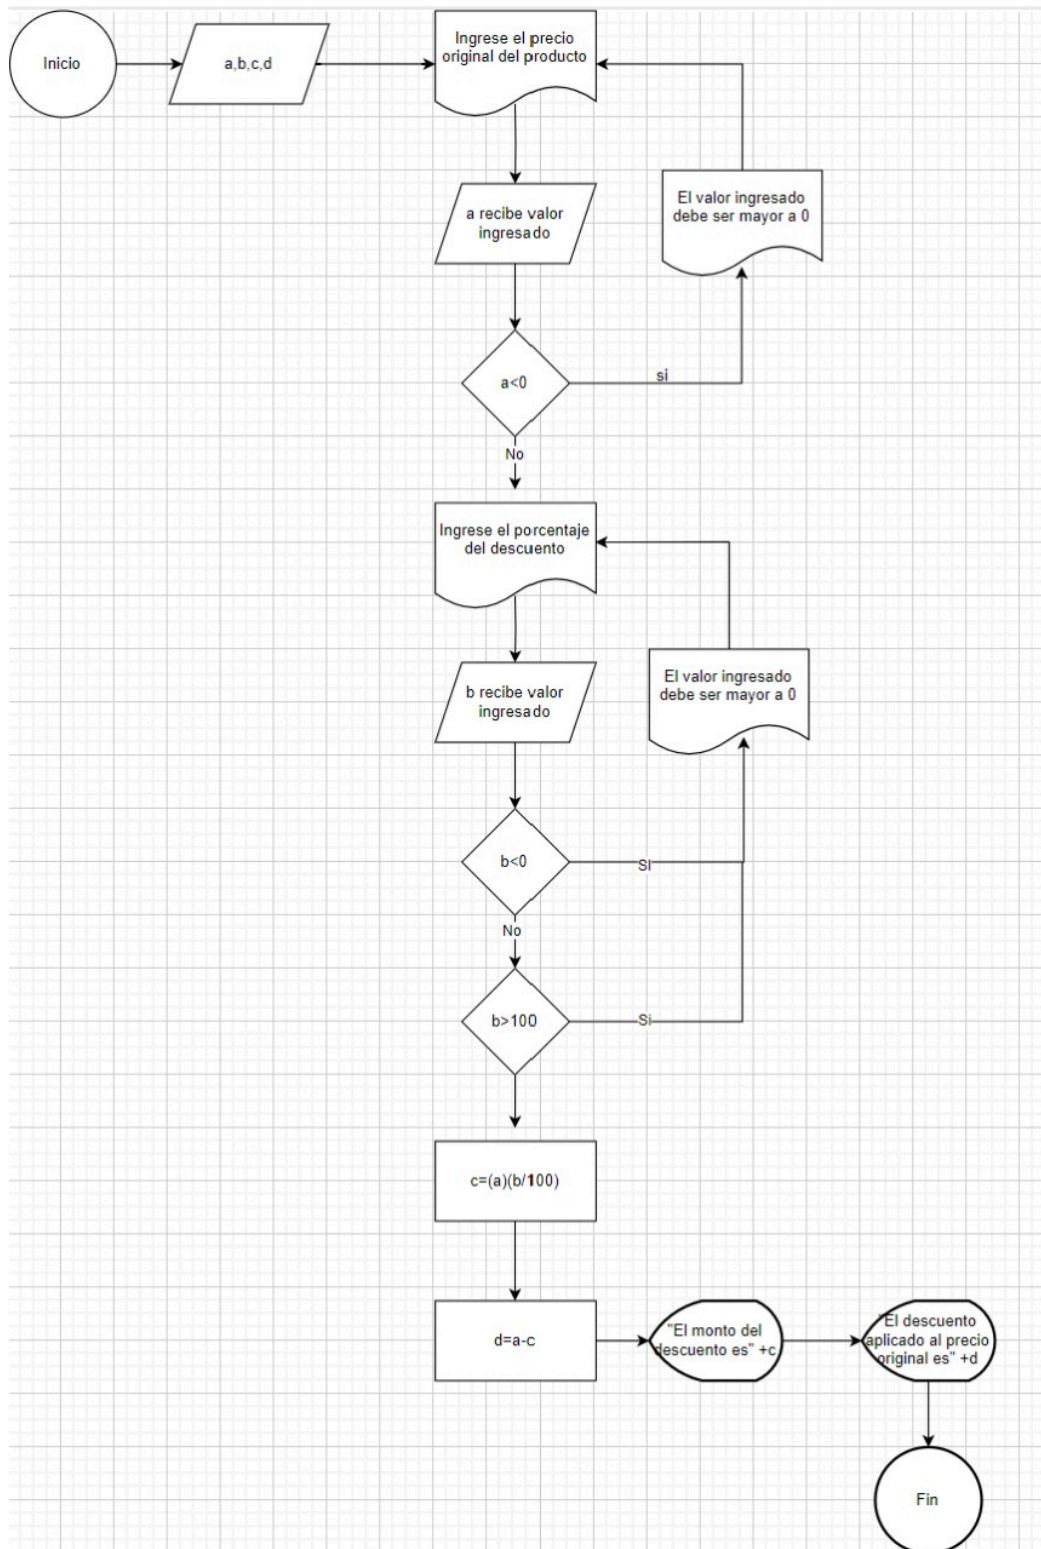 Inicio
a,b,c,d
Ingrese el precio
original del producto
El valor ingresado
debe ser mayor a 0
a recibe valor
ingresado
a<0
si
No
Ingrese el porcentaje
del descuento
El valor ingresado
debe ser mayor a 0
b recibe valor
ingresado
b<0
SI
No
b>100
Si
c=(a)(b/100)
d=a-c
"El monto del
descuento es" +c
"El descuento
aplicado al precio
original es" +d
Fin